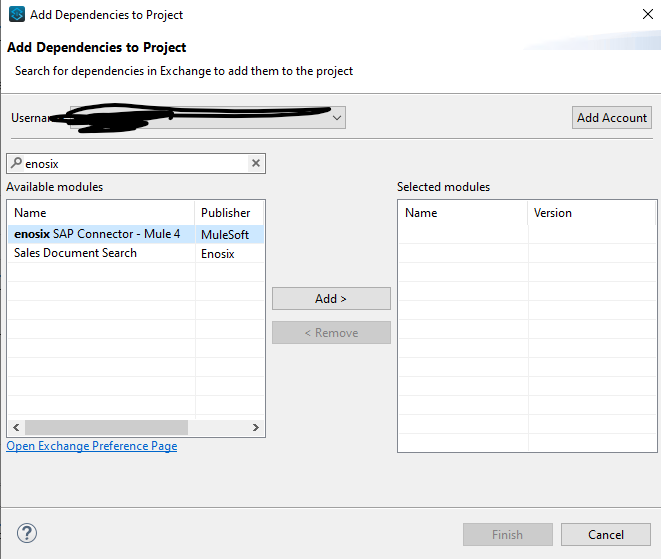 Add Dependencies to Project
Add Dependencies to Project
Search for dependencies in Exchange to add them to the project
Add Account
enosix
Available modules
Selected modules
Name Publisher
Name Version
enosix SAP Connector - Mule 4 MuleSoft
Sales Document Search Enosix
Add >
< Remove
Open Exchange Preference Page
?
Finish Cancel